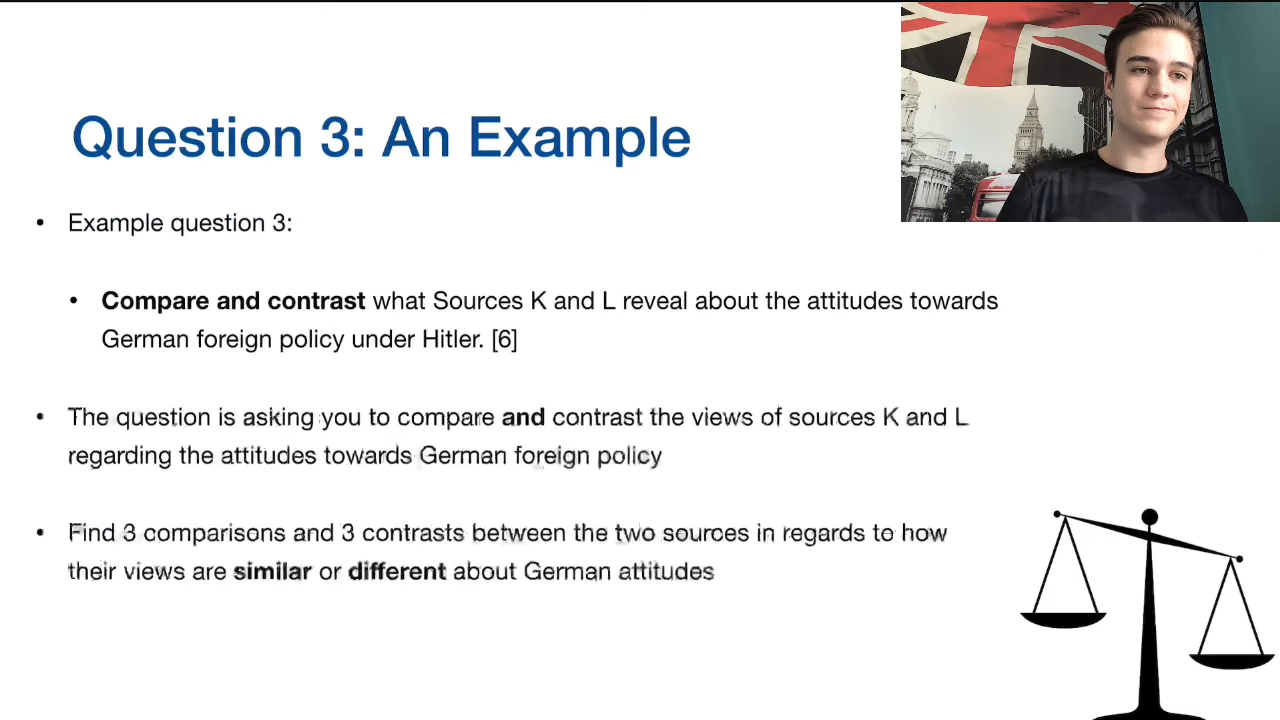 Question 3: An Example
• Example question 3:
• Compare and contrast what Sources K and L reveal about the attitudes towards
German foreign policy under Hitler. [6]
• The question is asking you to compare and contrast the views of sources K and L
regarding the attitudes towards German foreign policy
• Find 3 comparisons and 3 contrasts between the two sources in regards to how
their views are similar or different about German attitudes